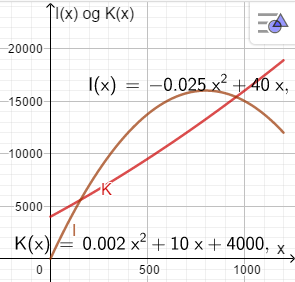 I(x) og K(x)
20000
I(x) = −0.025 x² + 40 x,
15000
10000
K
5000
I
K(x) = 0.002 x² + 10 x + 4000, x
0 500 1000